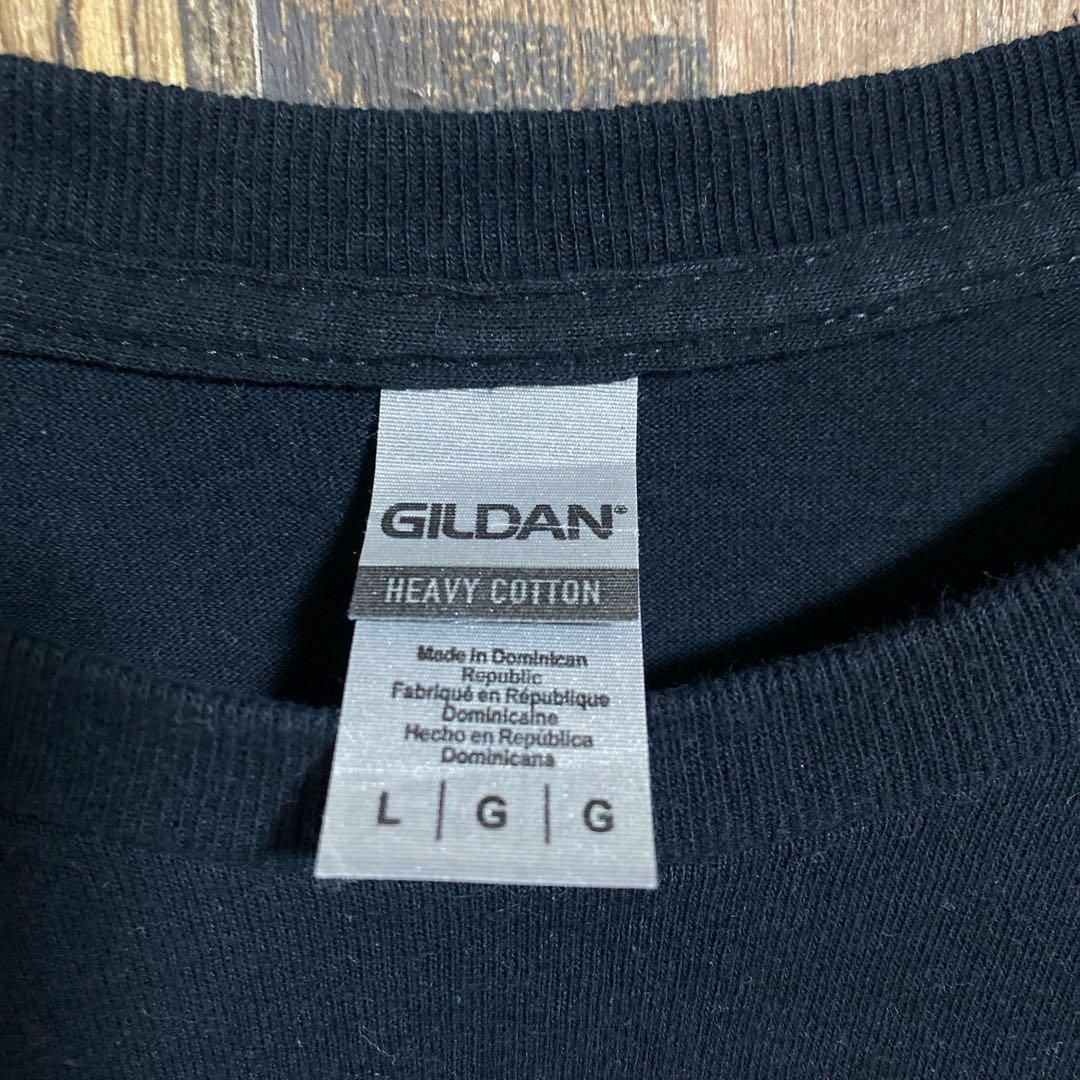 GILDAN®
HEAVY COTTON
Made in Dominican
Republic
Fabriqué en République
Dominicaine
Hecho en República
Dominicana
L | G | G